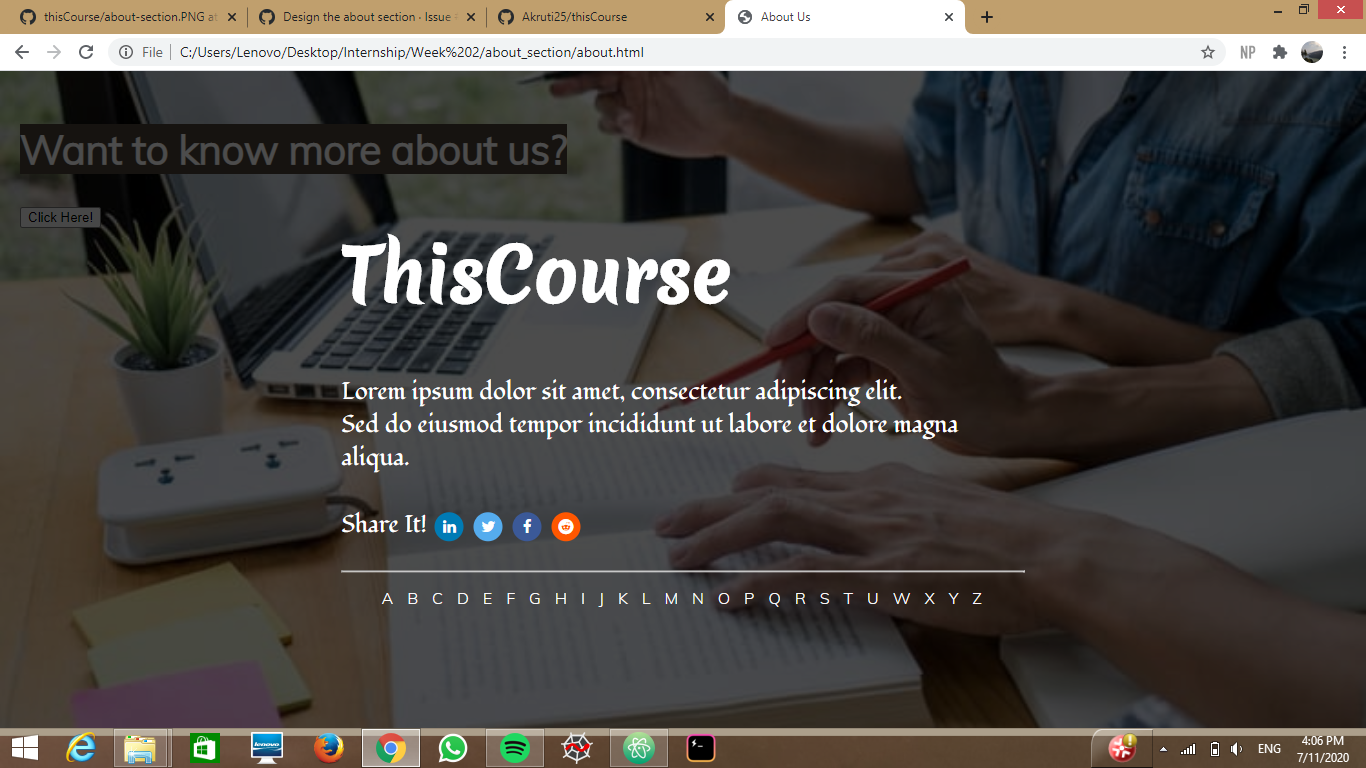 thisCourse/about-section.PNG at
Design the about section · Issue
Akruti25/thisCourse
About Us
File
C:/Users/Lenovo/Desktop/Internship/Week%202/about_section/about.html
NP
Want to know more about us?
Click Here!
ThisCourse
Lorem ipsum dolor sit amet, consectetur adipiscing elit.
Sed do eiusmod tempor incididunt ut labore et dolore magna
aliqua.
Share It!
A B C D E F G H I J K L M N O P Q R S T U W X Y Z
lenovo
ENG
4:06 PM
7/11/2020